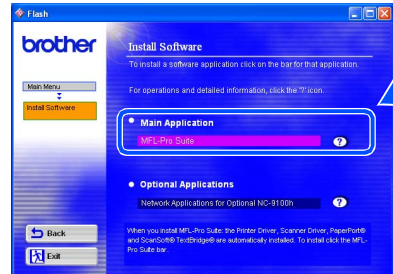 Flash
brother
Install Software
To install a software application click on the bar for that application.
For operations and detailed information, click the "?" icon.
Main Menu
Install Software
Main Application
MFL-Pro Suite
?
Optional Applications
Network Applications for Optional NC-9100h
?
When you install MFL-Pro Suite: the Printer Driver, Scanner Driver, PaperPort®
and ScanSoft® TextBridge® are automatically installed. To install click the MFL-
Pro Suite bar.
Back
Exit